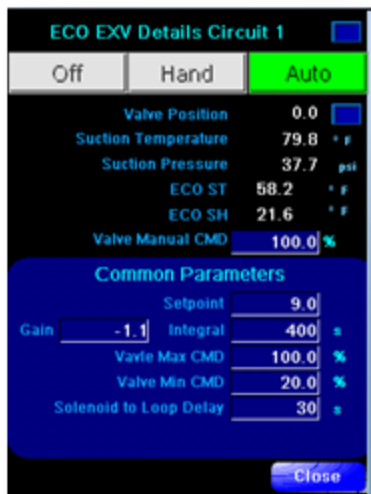 ECO EXV Details Circuit 1
Off Hand Auto
Valve Position 0.0
Suction Temperature 79.8 ° F
Suction Pressure 37.7 psi
ECO ST 58.2 ° F
ECO SH 21.6 ° F
Valve Manual CMD 100.0 %
Common Parameters
Setpoint 9.0
Gain -1.1 Integral 400 s
Vavle Max CMD 100.0 %
Valve Min CMD 20.0 %
Solenoid to Loop Delay 30 s
Close